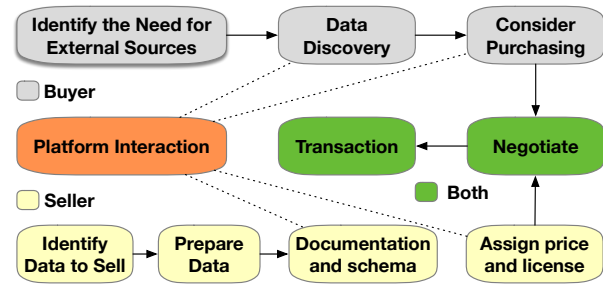 Identify the Need for
External Sources
Data
Discovery
Consider
Purchasing
Buyer
Platform Interaction
Transaction
Negotiate
Seller
Both
Identify
Data to Sell
Prepare
Data
Documentation
and schema
Assign price
and license